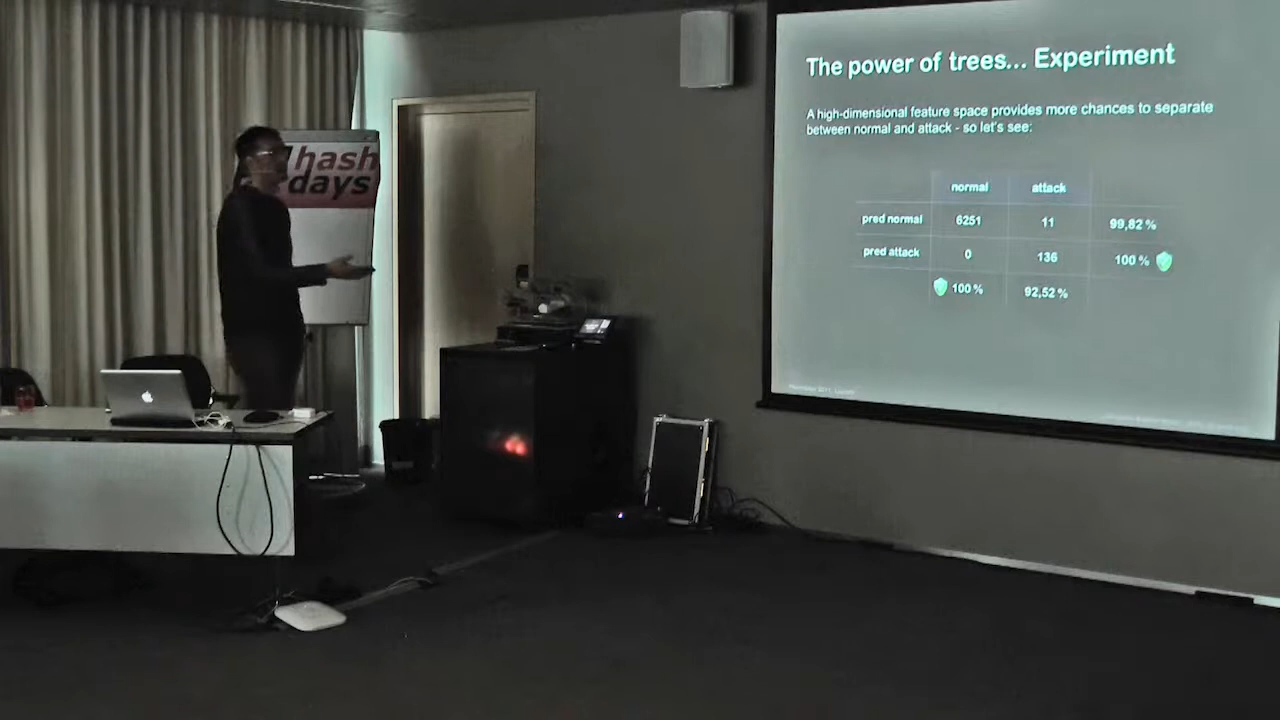 hash
days
The power of trees... Experiment
A high-dimensional feature space provides more chances to separate
between normal and attack - so let's see:
normal attack
pred normal 6251 11 99,82 %
pred attack 0 136 100 %
100 % 92,52 %